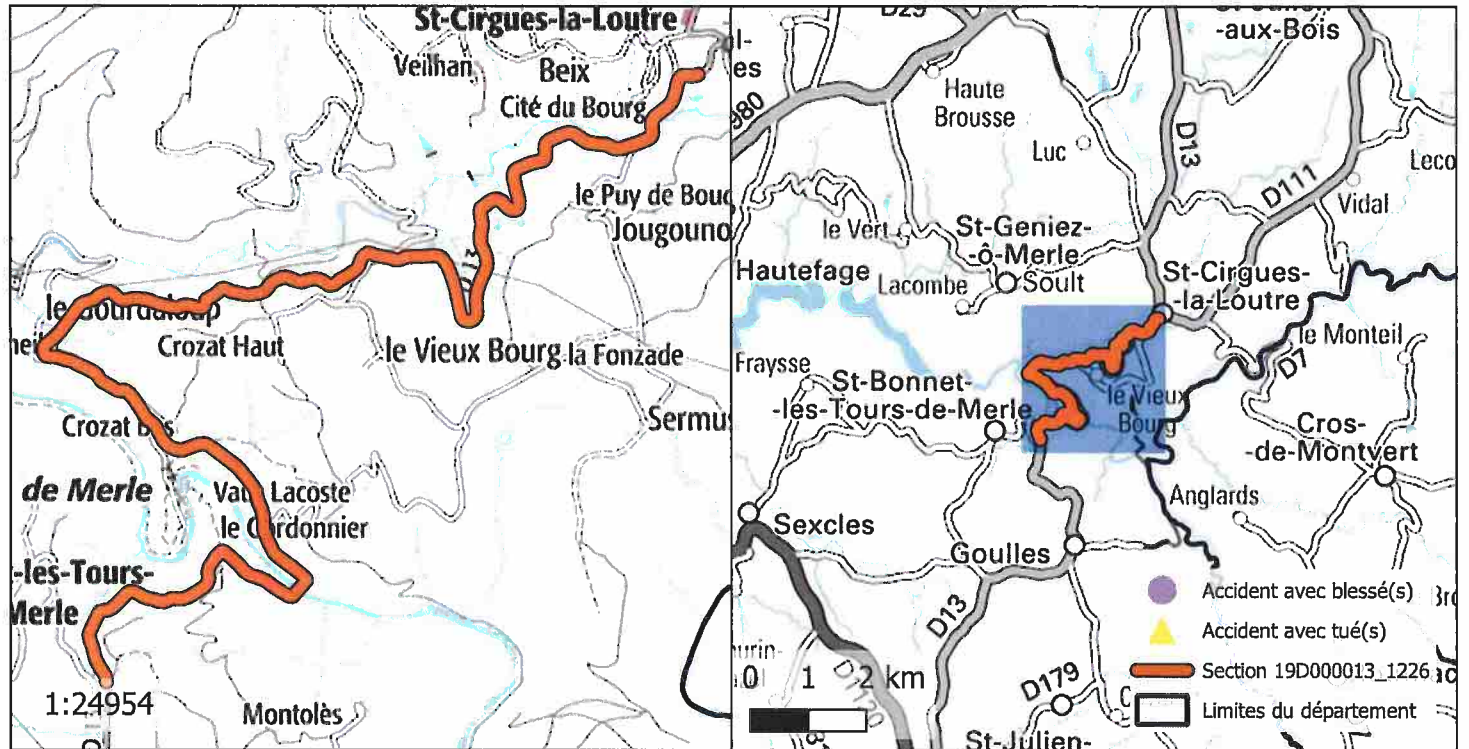 St-Cirgues-la-Loutre
Veilhan
Beix
Cité du Bourg
le Puy de Bouc
Jougouno
le Bourdaloup
Crozat Haut
le Vieux Bourg
la Fonzade
Sermus
Crozat Bas
de Merle
Lacoste
le Cordonnier
-les-Tours-
Merle
1:24954
Montolès
D29
-aux-Bois
Haute
Brousse
Luc
D13
D111
Leco
Vidal
980
le Vert
St-Geniez-
-ô-Merle
Soult
Hautefage
Lacombe
St-Cirgues-
-la-Loutre
le Monteil
D7
Fraysse
St-Bonnet-
-les-Tours-de-Merle
le Vieux
Bourg
Cros-
-de-Montvert
Anglards
Sexcles
Goulles
D13
D179
St-Julien-
0 1 2 km
Accident avec blessé(s)
Accident avec tué(s)
Section 19D000013_1226
Limites du département